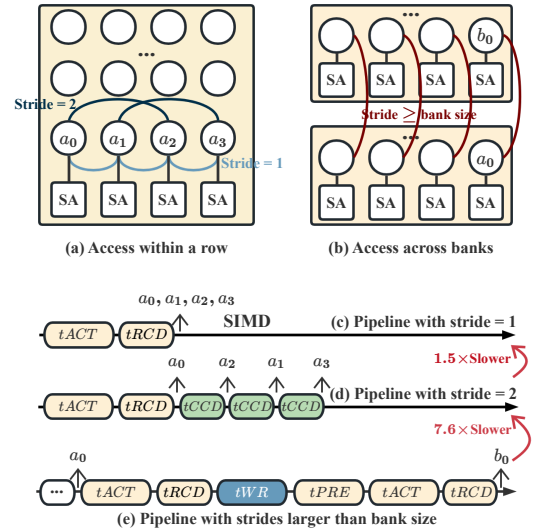 ...
...
b₀
Stride = 2
SA SA SA SA
Stride ≥ bank size
...
a₀ a₁ a₂ a₃
a₀
Stride = 1
SA SA SA SA
SA SA SA SA
(a) Access within a row
(b) Access across banks
a₀, a₁, a₂, a₃
SIMD
(c) Pipeline with stride = 1
tACT tRCD
1.5×Slower
a₀ a₂ a₁ a₃
(d) Pipeline with stride = 2
tACT tRCD tCCD tCCD tCCD
7.6×Slower
a₀
b₀
... tACT tRCD tWR tPRE tACT tRCD
(e) Pipeline with strides larger than bank size